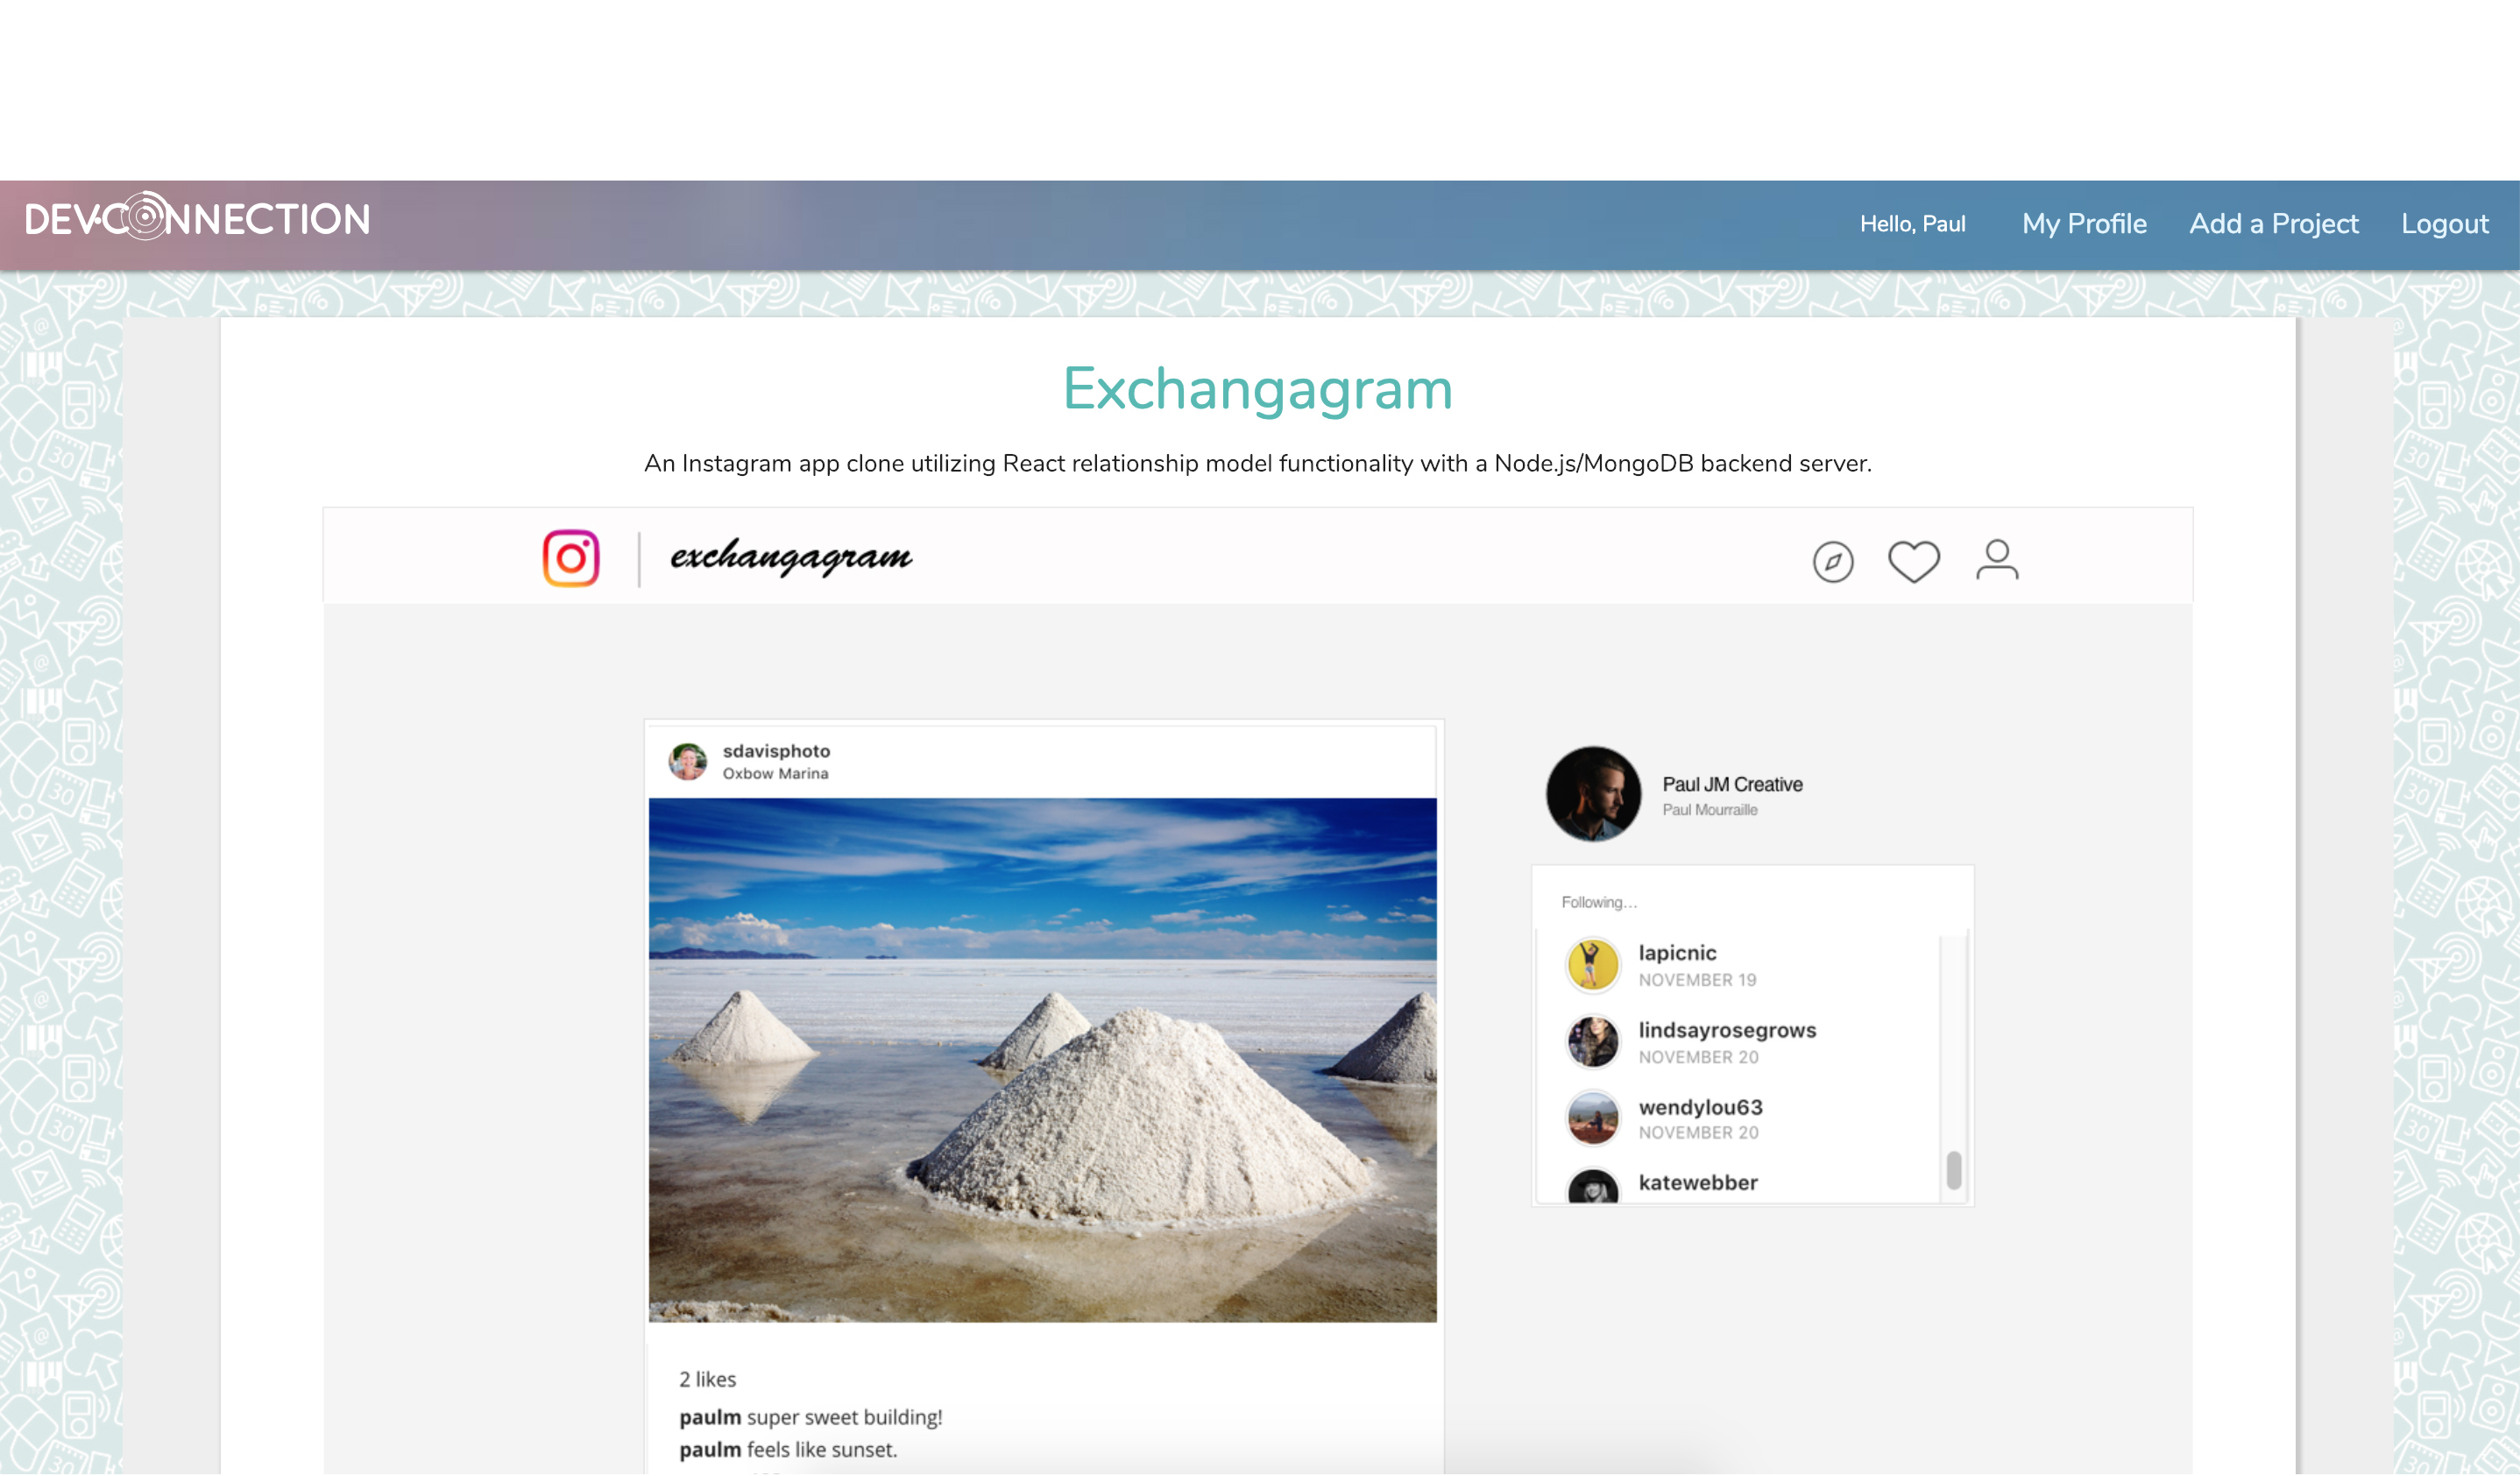 DEVCONNECTION
Hello, Paul My Profile Add a Project Logout
Exchangagram
An Instagram app clone utilizing React relationship model functionality with a Node.js/MongoDB backend server.
exchangagram
sdavisphoto
Oxbow Marina
Paul JM Creative
Paul Mourraille
Following...
lapicnic
NOVEMBER 19
lindsayrosegrows
NOVEMBER 20
wendylou63
NOVEMBER 20
katewebber
2 likes
paulm super sweet building!
paulm feels like sunset.